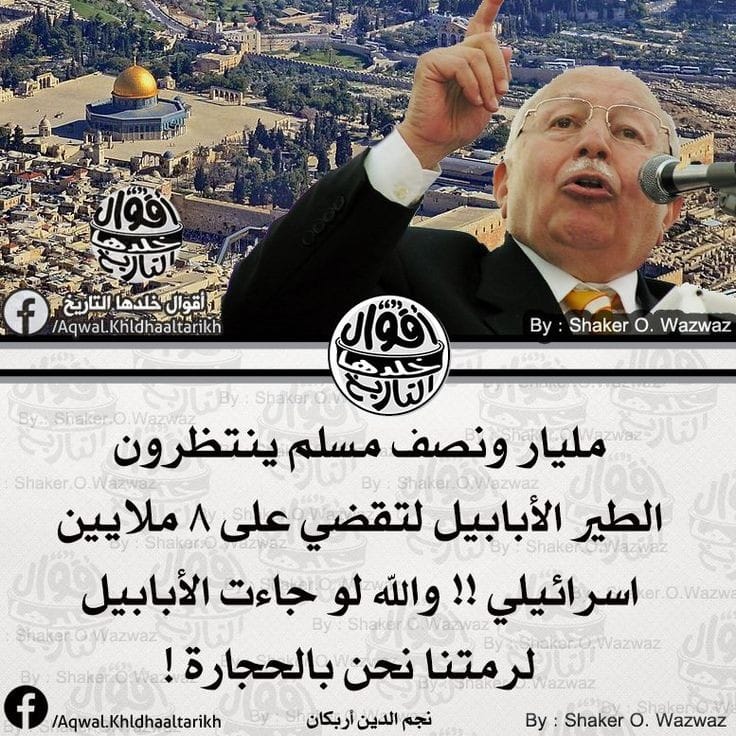 أقوال
خلدها
التاريخ
أقوال خلدها التاريخ
/Aqwal.Khldhaaltarikh
By : Shaker O. Wazwaz
أقوال
خلدها
التاريخ
مليار ونصف مسلم ينتظرون
الطير الأبابيل لتقضي على ٨ ملايين
اسرائيلي !! والله لو جاءت الأبابيل
لرمتنا نحن بالحجارة !
نجم الدين أربكان
/Aqwal.Khldhaaltarikh
By : Shaker O. Wazwaz